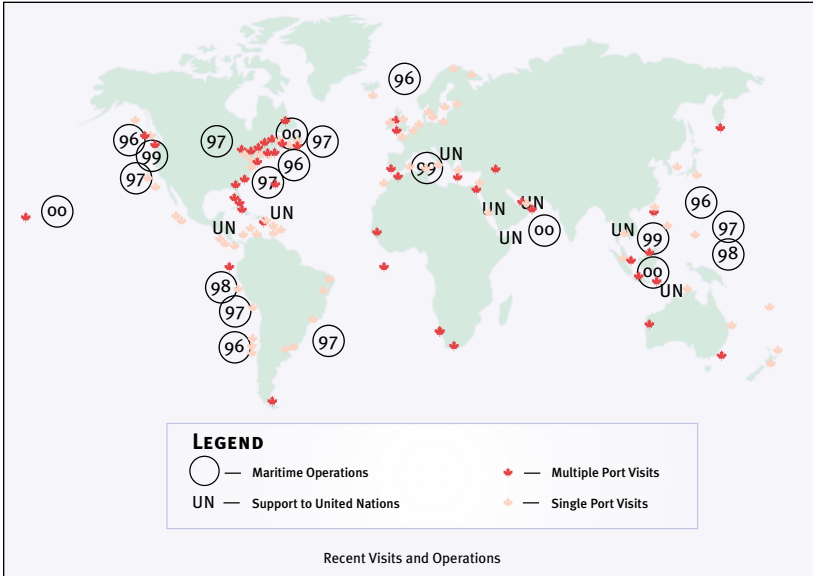 96
96
97
00
97
99
96
97
97
99
UN
00
UN
UN
UN
UN
UN
00
96
97
98
UN
99
00
UN
98
97
96
97
LEGEND
— Maritime Operations
— Multiple Port Visits
UN — Support to United Nations
— Single Port Visits
Recent Visits and Operations